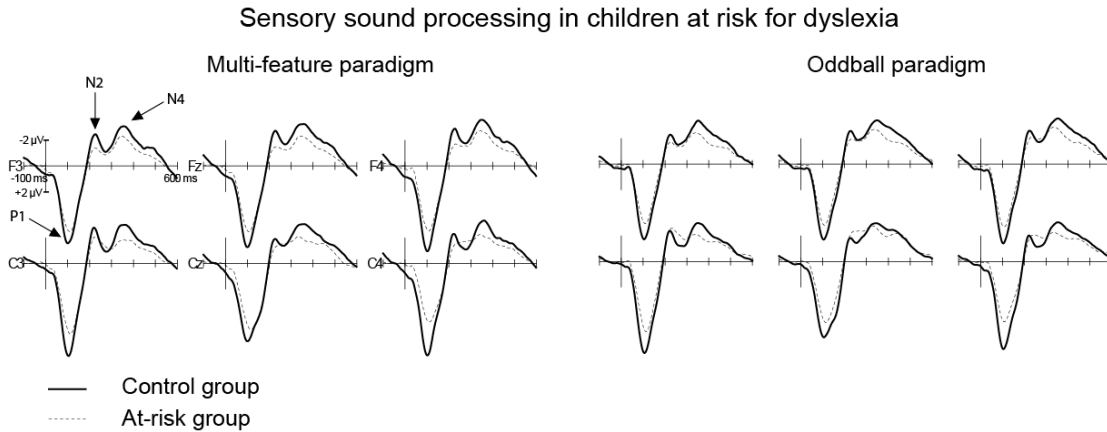 Sensory sound processing in children at risk for dyslexia
Multi-feature paradigm
Oddball paradigm
N2
N4
-2 µV
F3
-100 ms
600 ms
+2 µV
Fz
F4
P1
C3
Cz
C4
Control group
At-risk group